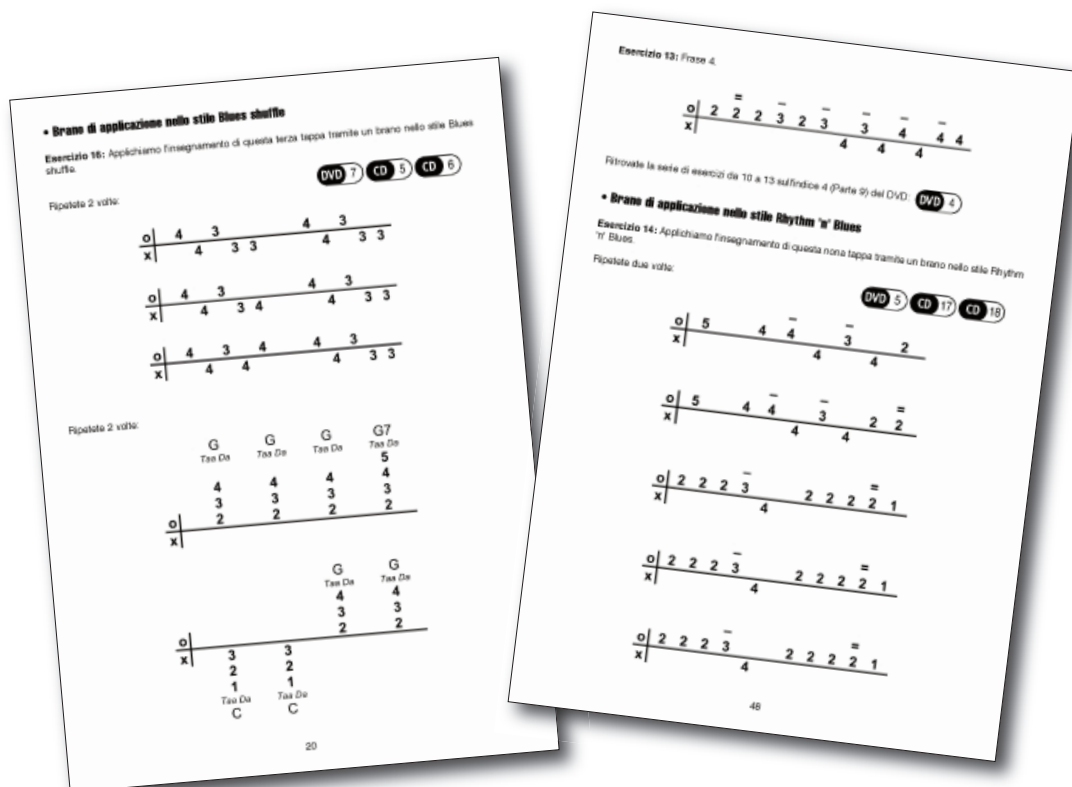 • Brano di applicazione nello stile Blues shuffle
Esercizio 16: Applichiamo l'insegnamento di questa terza tappa tramite un brano nello stile Blues
shuffle.
DVD 7 CD 5 CD 6
Ripetete 2 volte:
o 4 3 4 3
x 4 3 3 4 3 3
o 4 3 4 3
x 4 3 4 4 3 3
o 4 3 4 4 3
x 4 4 4 3 3
Ripetete 2 volte:
G G G G7
Taa Da Taa Da Taa Da Taa Da
5
4 4 4 4
3 3 3 3
o 2 2 2 2
x
G G
Taa Da Taa Da
4 4
3 3
o 2 2
x 3 3
2 2
1 1
Taa Da Taa Da
C C
20
Esercizio 13: Frase 4.
= – – – – –
o 2 2 2 3 2 3 3 4 4 4
x 4 4 4
Ritrovate la serie di esercizi da 10 à 13 sull'indice 4 (Parte 9) del DVD: DVD 4
• Brano di applicazione nello stile Rhythm 'n' Blues
Esercizio 14: Applichiamo l'insegnamento di questa nona tappa tramite un brano nello stile Rhythm
'n' Blues.
Ripetete due volte:
DVD 5 CD 17 CD 18
– –
o 5 4 4 3 2
x 4 4
– – =
o 5 4 4 3 2 2
x 4 4
– =
o 2 2 2 3 2 2 2 2 1
x 4
– =
o 2 2 2 3 2 2 2 2 1
x 4
– =
o 2 2 2 3 2 2 2 2 1
x 4
48